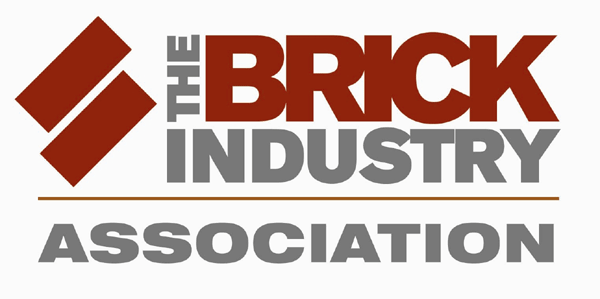 THE BRICK
INDUSTRY
ASSOCIATION